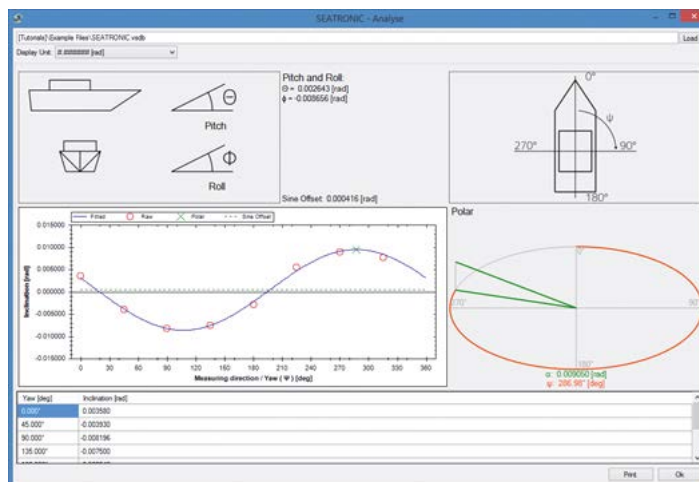 SEATRONIC - Analyse
[Tutorials]\Example Files\SEATRONIC.vsdb
Load
Display Unit: #.###### [rad]
Θ
Pitch
Φ
Roll
Pitch and Roll:
Θ = 0.002643 [rad]
ϕ = -0.008656 [rad]
Sine Offset: 0.000416 [rad]
0°
ψ
270° 90°
180°
Fitted Raw Polar Sine Offset
0.015000
0.010000
0.005000
0.000000
-0.005000
-0.010000
-0.015000
Inclination [rad]
0 30 60 90 120 150 180 210 240 270 300 330 360
Measuring direction / Yaw ( Ψ ) [deg]
Polar
0°
270° 90°
180°
α: 0.009050 [rad]
ψ: 286.98° [deg]
Yaw [deg] Inclination [rad]
0.000° 0.003580
45.000° -0.003930
90.000° -0.008196
135.000° -0.007500
Print Ok